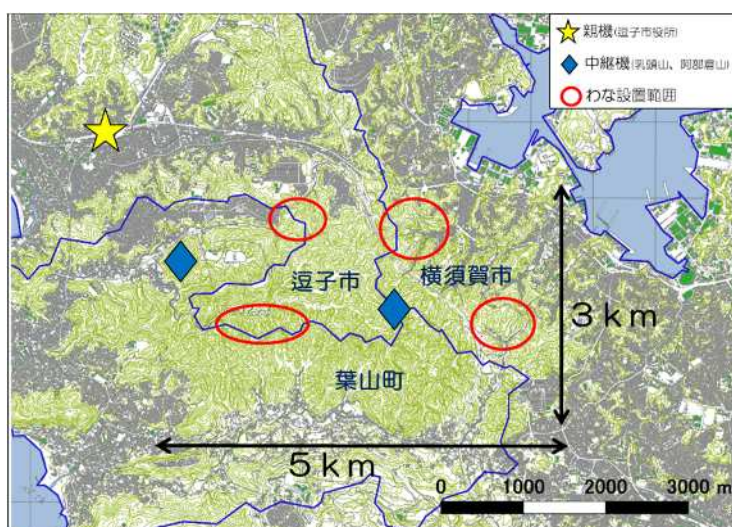 親機(逗子市役所)
中継機(乳頭山、阿部倉山)
わな設置範囲
逗子市
横須賀市
3km
葉山町
5km
0 1000 2000 3000 m